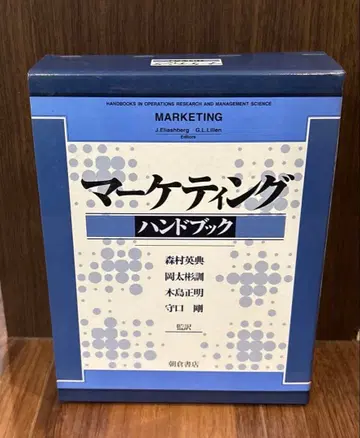 HANDBOOKS IN OPERATIONS RESEARCH AND MANAGEMENT SCIENCE
MARKETING
J.Eliashberg G.L.Lilien
Editors
マーケティング
ハンドブック
森村英典
岡太彬訓
木島正明
守口 剛
監訳
朝倉書店